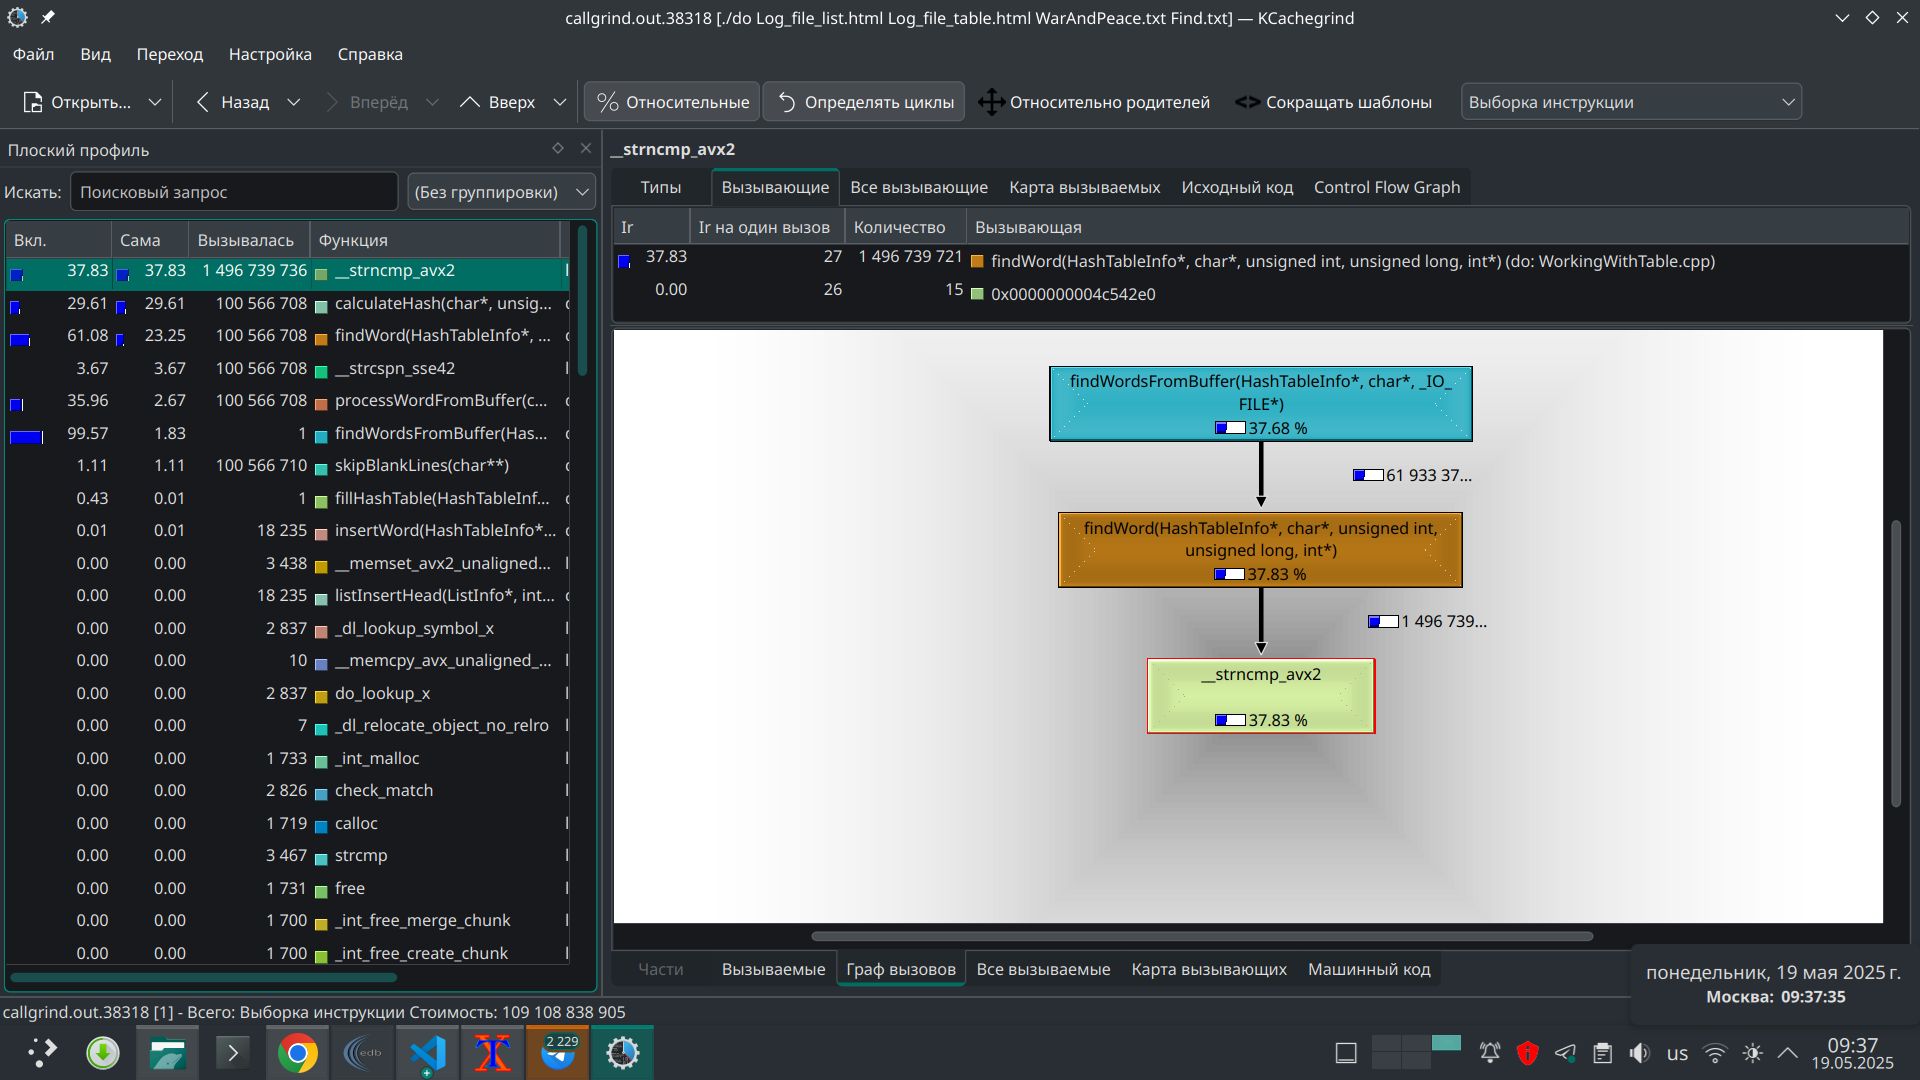 callgrind.out.38318 [./do Log_file_list.html Log_file_table.html WarAndPeace.txt Find.txt] — KCachegrind
Файл Вид Переход Настройка Справка
Открыть... Назад Вперёд Вверх Относительные Определять циклы Относительно родителей Сокращать шаблоны Выборка инструкции
Плоский профиль
Искать: Поисковый запрос (Без группировки)
Вкл. Сама Вызывалась Функция
37.83 37.83 1 496 739 736 __strncmp_avx2
29.61 29.61 100 566 708 calculateHash(char*, unsig...
61.08 23.25 100 566 708 findWord(HashTableInfo*, ...
3.67 3.67 100 566 708 __strcspn_sse42
35.96 2.67 100 566 708 processWordFromBuffer(c...
99.57 1.83 1 findWordsFromBuffer(Has...
1.11 1.11 100 566 710 skipBlankLines(char**)
0.43 0.01 1 fillHashTable(HashTableInf...
0.01 0.01 18 235 insertWord(HashTableInfo*...
0.00 0.00 3 438 __memset_avx2_unaligned...
0.00 0.00 18 235 listInsertHead(ListInfo*, int...
0.00 0.00 2 837 _dl_lookup_symbol_x
0.00 0.00 10 __memcpy_avx_unaligned_...
0.00 0.00 2 837 do_lookup_x
0.00 0.00 7 _dl_relocate_object_no_relro
0.00 0.00 1 733 _int_malloc
0.00 0.00 2 826 check_match
0.00 0.00 1 719 calloc
0.00 0.00 3 467 strcmp
0.00 0.00 1 731 free
0.00 0.00 1 700 _int_free_merge_chunk
0.00 0.00 1 700 _int_free_create_chunk
__strncmp_avx2
Типы Вызывающие Все вызывающие Карта вызываемых Исходный код Control Flow Graph
Ir Ir на один вызов Количество Вызывающая
37.83 27 1 496 739 721 findWord(HashTableInfo*, char*, unsigned int, unsigned long, int*) (do: WorkingWithTable.cpp)
0.00 26 15 0x0000000004c542e0
findWordsFromBuffer(HashTableInfo*, char*, _IO_
FILE*)
37.68 %
61 933 37...
findWord(HashTableInfo*, char*, unsigned int,
unsigned long, int*)
37.83 %
1 496 739...
__strncmp_avx2
37.83 %
Части Вызываемые Граф вызовов Все вызываемые Карта вызывающих Машинный код
понедельник, 19 мая 2025 г.
Москва: 09:37:35
callgrind.out.38318 [1] - Всего: Выборка инструкции Стоимость: 109 108 838 905
edb
2 229
us
09:37
19.05.2025